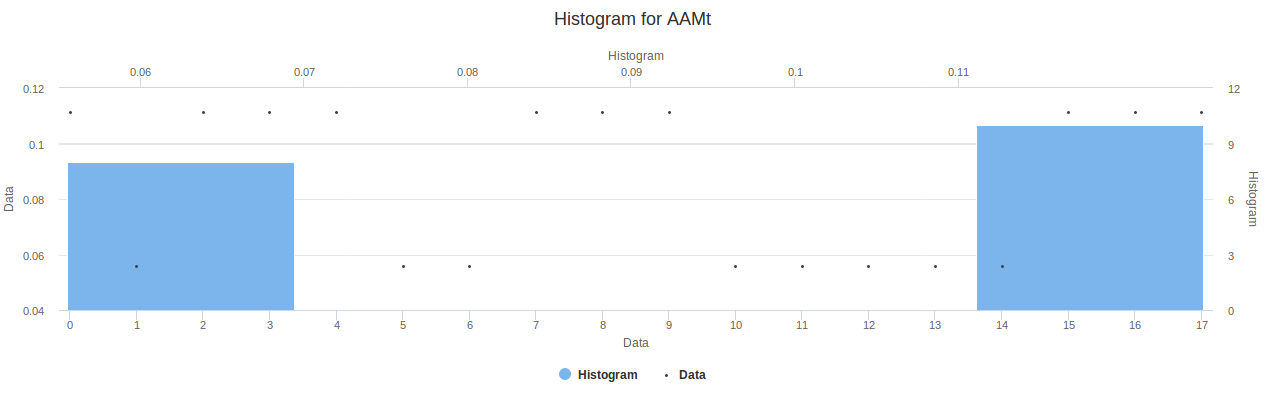 Histogram for AAMt
Histogram
0.06 0.07 0.08 0.09 0.1 0.11
0.12 12
0.1 9
0.08 6
0.06 3
0.04 0
Data
Histogram
0 1 2 3 4 5 6 7 8 9 10 11 12 13 14 15 16 17
Data
Histogram Data